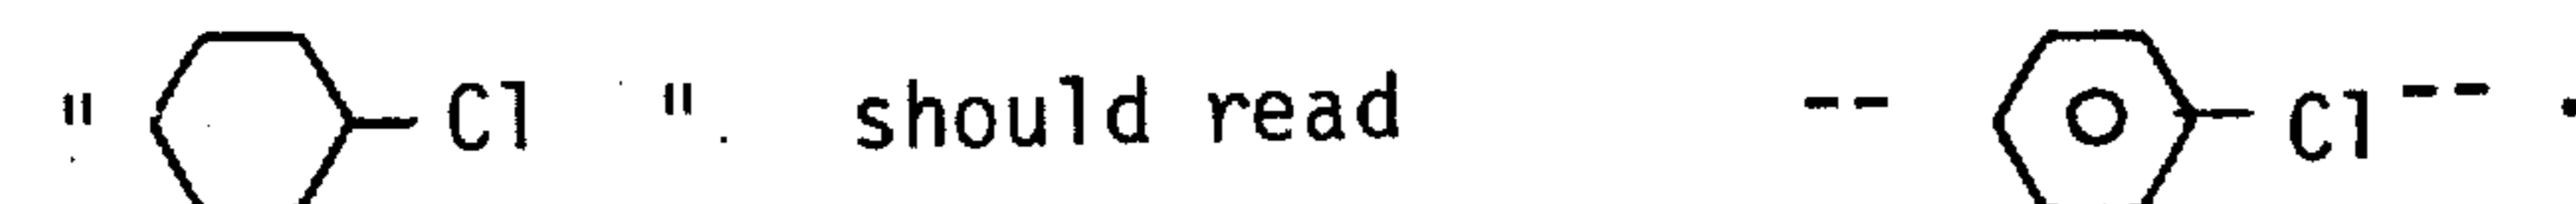 " Cl ". should read -- Cl -- .